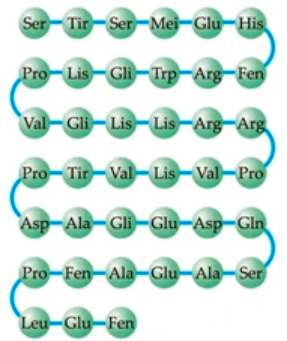 Ser Tir Ser Mei Glu His
Pro Lis Gli Trp Arg Fen
Val Gli Lis Lis Arg Arg
Pro Tir Val Lis Val Pro
Asp Ala Gli Glu Asp Gln
Pro Fen Ala Glu Ala Ser
Leu Glu Fen